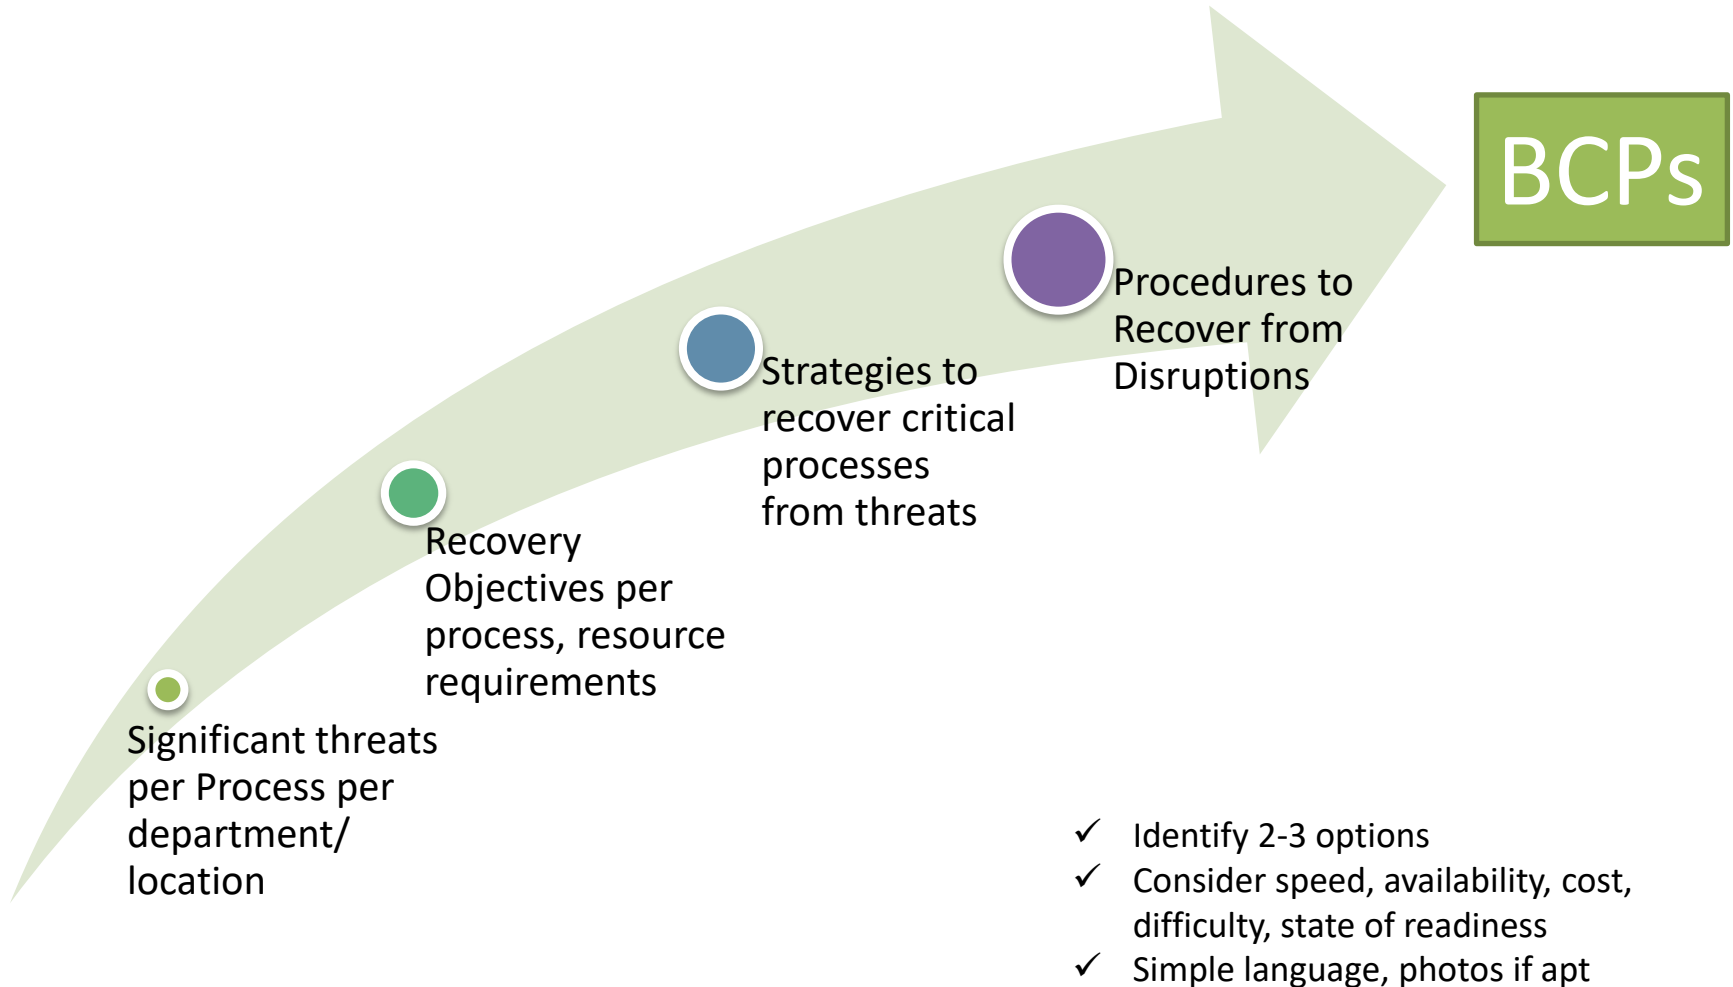 BCPs
Procedures to
Recover from
Disruptions
Strategies to
recover critical
processes
from threats
Recovery
Objectives per
process, resource
requirements
Significant threats
per Process per
department/
location
✓ Identify 2-3 options
✓ Consider speed, availability, cost,
difficulty, state of readiness
✓ Simple language, photos if apt